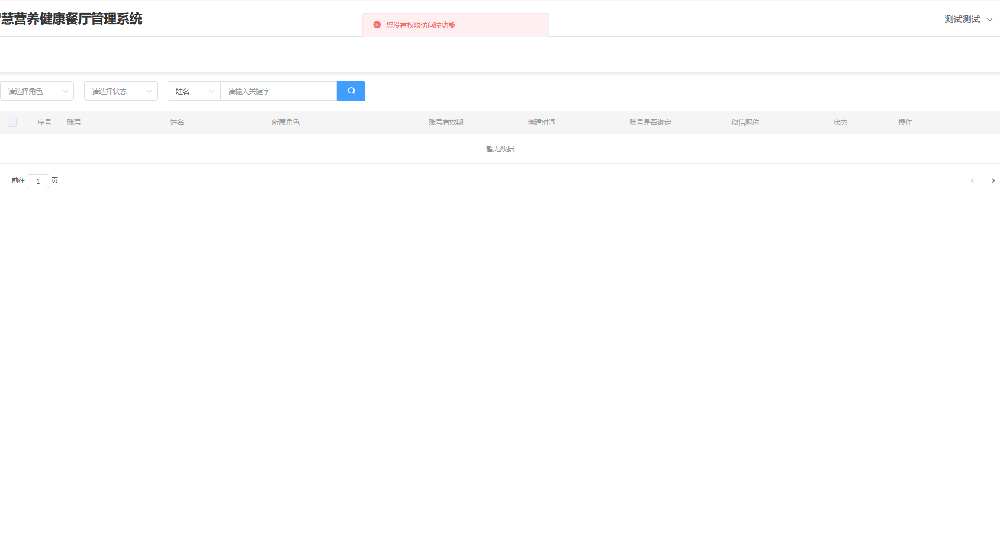 慧营养健康餐厅管理系统
您没有权限访问该功能
测试测试
请选择角色 请选择状态 姓名 请输入关键字
序号 账号 姓名 所属角色 账号有效期 创建时间 账号是否绑定 微信昵称 状态 操作
暂无数据
前往 1 页